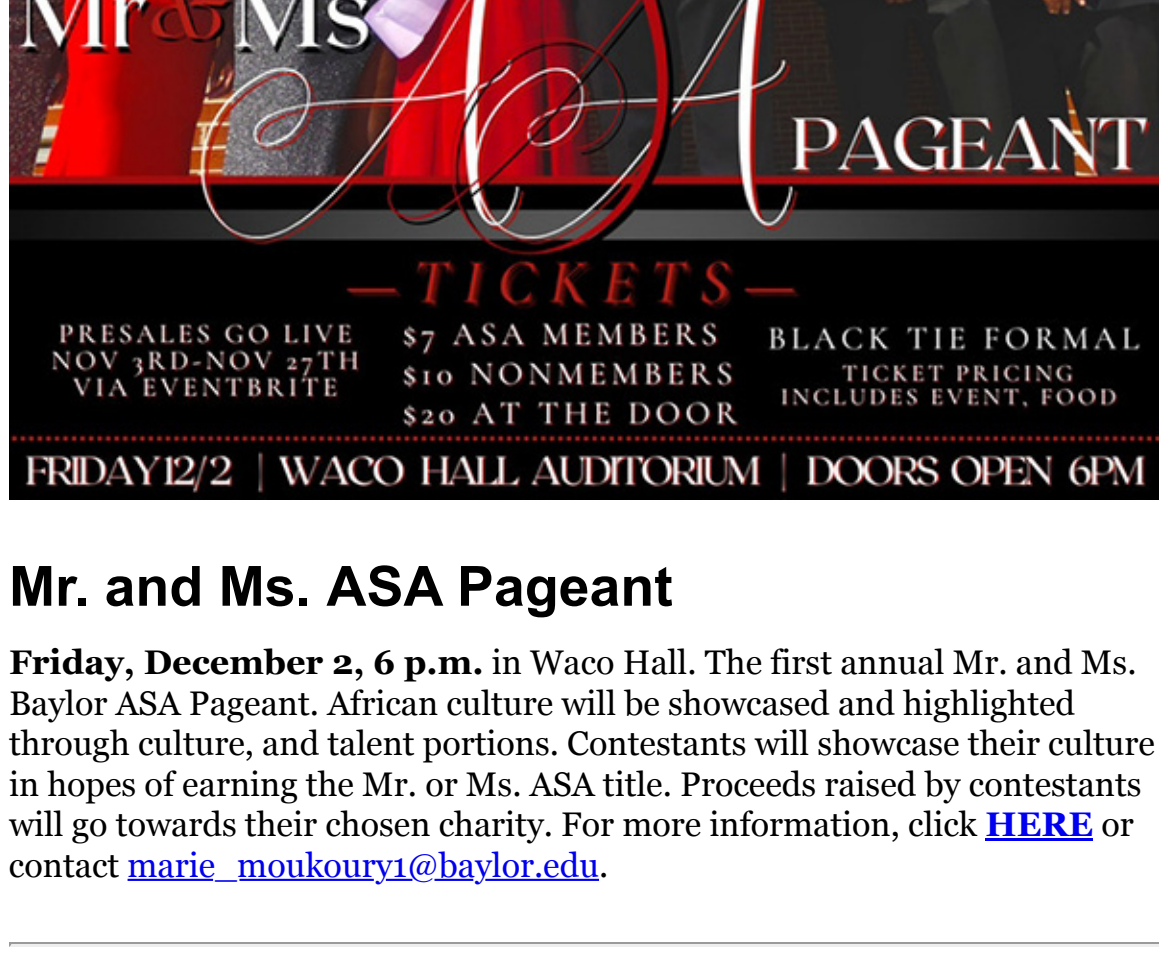 Mr & Ms
ASA
PAGEANT
—TICKETS—
PRESALES GO LIVE
NOV 3RD-NOV 27TH
VIA EVENTBRITE
$7 ASA MEMBERS
$10 NONMEMBERS
$20 AT THE DOOR
BLACK TIE FORMAL
TICKET PRICING
INCLUDES EVENT, FOOD
FRIDAY 12/2 | WACO HALL AUDITORIUM | DOORS OPEN 6PM
Mr. and Ms. ASA Pageant
Friday, December 2, 6 p.m. in Waco Hall. The first annual Mr. and Ms.
Baylor ASA Pageant. African culture will be showcased and highlighted
through culture, and talent portions. Contestants will showcase their culture
in hopes of earning the Mr. or Ms. ASA title. Proceeds raised by contestants
will go towards their chosen charity. For more information, click HERE or
contact marie_moukoury1@baylor.edu.